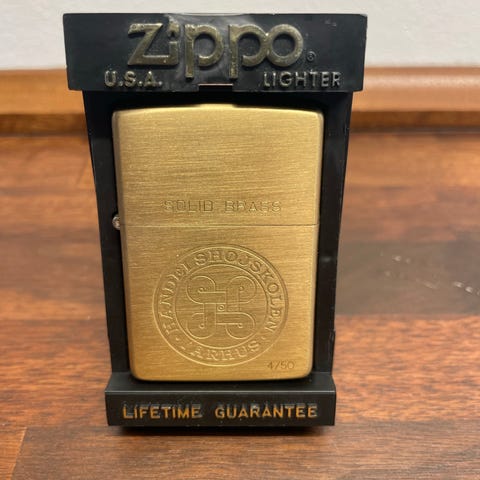 Zippo®
U.S.A. LIGHTER
SOLID BRASS
HANDELSHØJSKOLEN I ÅRHUS
4/50
LIFETIME GUARANTEE